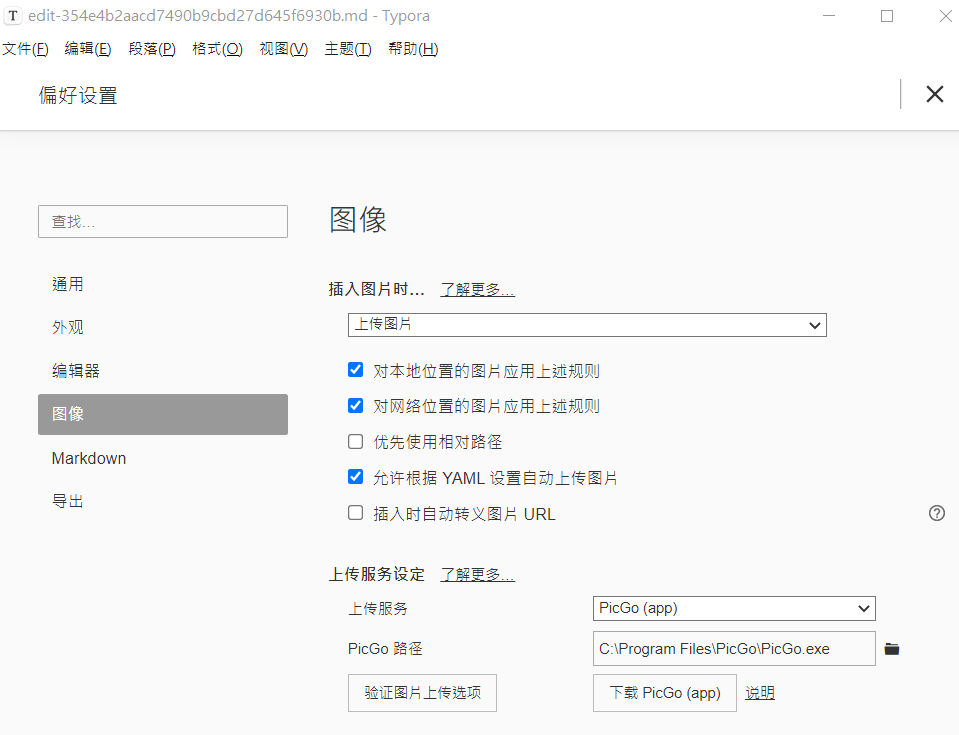 T edit-354e4b2aacd7490b9cbd27d645f6930b.md - Typora
文件(F) 编辑(E) 段落(P) 格式(O) 视图(V) 主题(T) 帮助(H)
偏好设置
查找...
图像
通用
外观
编辑器
图像
Markdown
导出
插入图片时... 了解更多...
上传图片
对本地位置的图片应用上述规则
对网络位置的图片应用上述规则
优先使用相对路径
允许根据 YAML 设置自动上传图片
插入时自动转义图片 URL
上传服务设定 了解更多...
上传服务 PicGo (app)
PicGo 路径 C:\Program Files\PicGo\PicGo.exe
验证图片上传选项 下载 PicGo (app) 说明